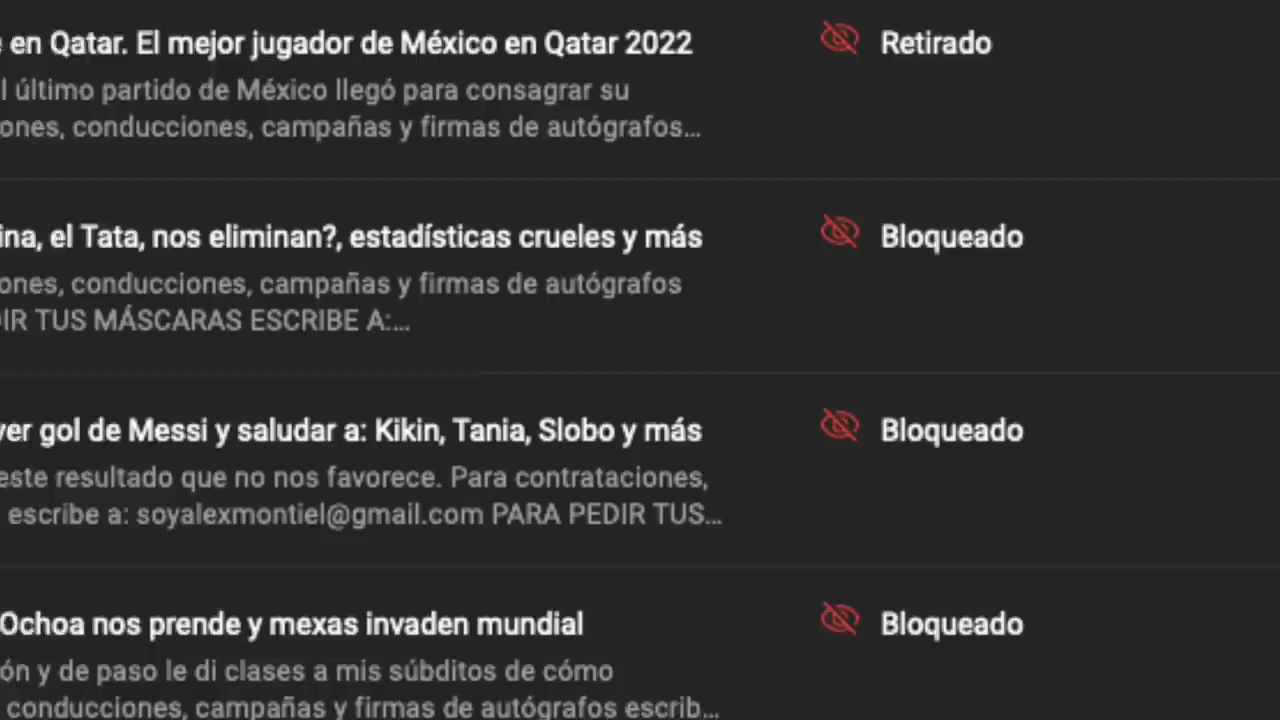 en Qatar. El mejor jugador de México en Qatar 2022
Retirado
l último partido de México llegó para consagrar su
ones, conducciones, campañas y firmas de autógrafos...
ina, el Tata, nos eliminan?, estadísticas crueles y más
Bloqueado
ones, conducciones, campañas y firmas de autógrafos
DIR TUS MÁSCARAS ESCRIBE A:...
ver gol de Messi y saludar a: Kikin, Tania, Slobo y más
Bloqueado
este resultado que no nos favorece. Para contrataciones,
escribe a: soyalexmontiel@gmail.com PARA PEDIR TUS...
Ochoa nos prende y mexas invaden mundial
Bloqueado
ón y de paso le di clases a mis súbditos de cómo
conducciones, campañas y firmas de autógrafos escrib...